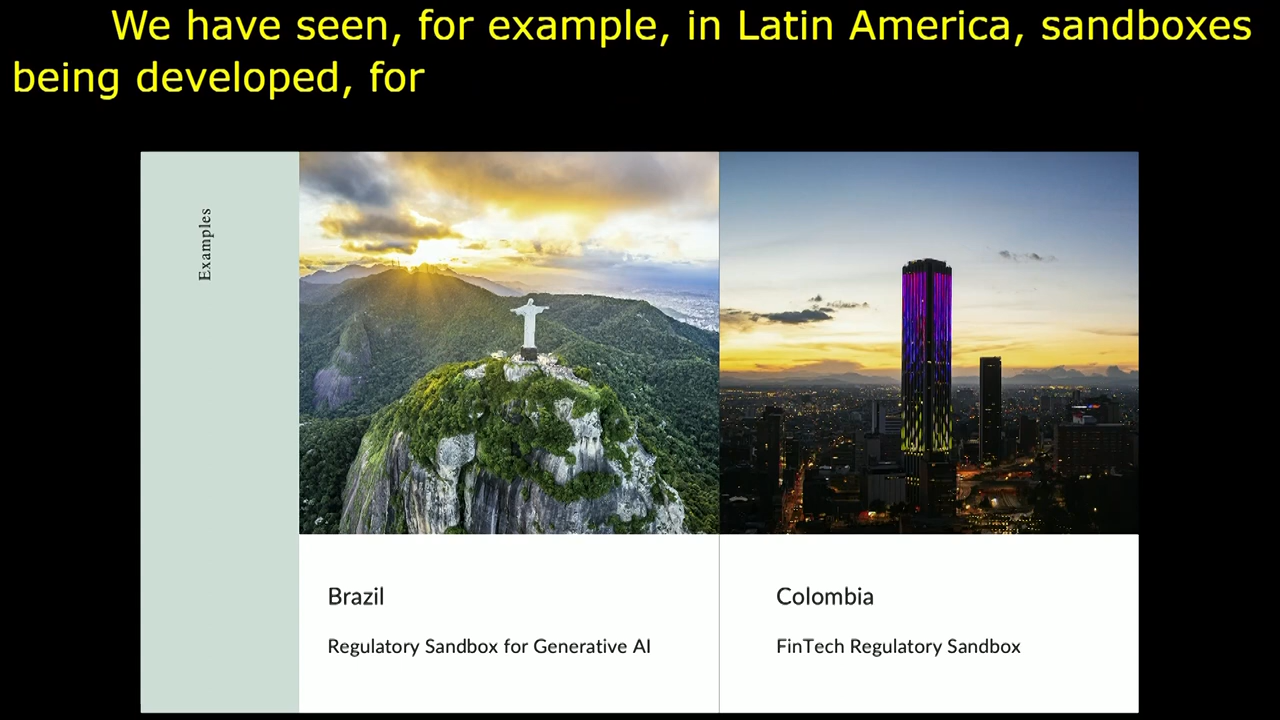 We have seen, for example, in Latin America, sandboxes
being developed, for
Examples
Brazil
Regulatory Sandbox for Generative AI
Colombia
FinTech Regulatory Sandbox